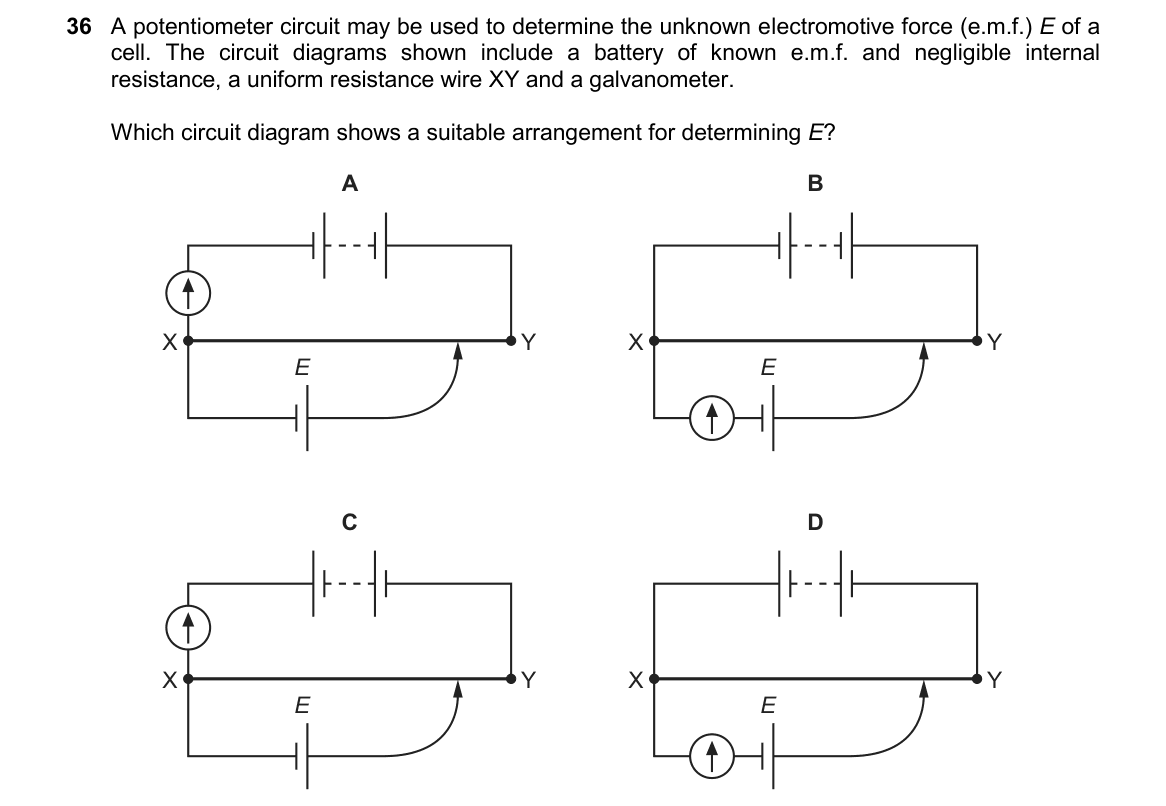 36 A potentiometer circuit may be used to determine the unknown electromotive force (e.m.f.) E of a
cell. The circuit diagrams shown include a battery of known e.m.f. and negligible internal
resistance, a uniform resistance wire XY and a galvanometer.
Which circuit diagram shows a suitable arrangement for determining E?
A
B
X
Y
E
X
Y
E
C
D
X
Y
E
X
Y
E